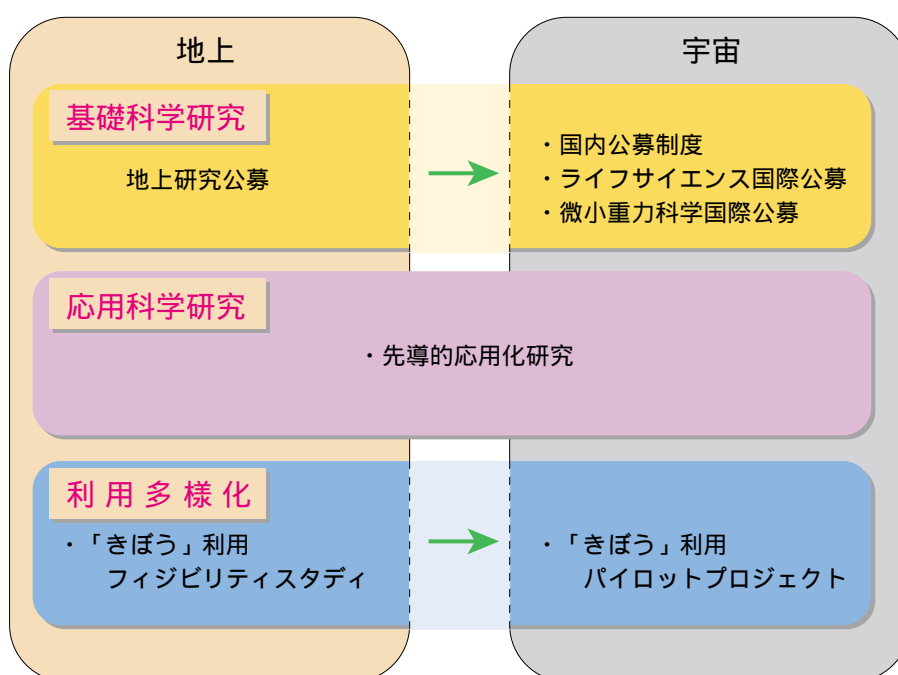 地上
宇宙
基礎科学研究
地上研究公募
・国内公募制度
・ライフサイエンス国際公募
・微小重力科学国際公募
応用科学研究
・先導的応用化研究
利用多様化
・「きぼう」利用
フィジビリティスタディ
・「きぼう」利用
パイロットプロジェクト